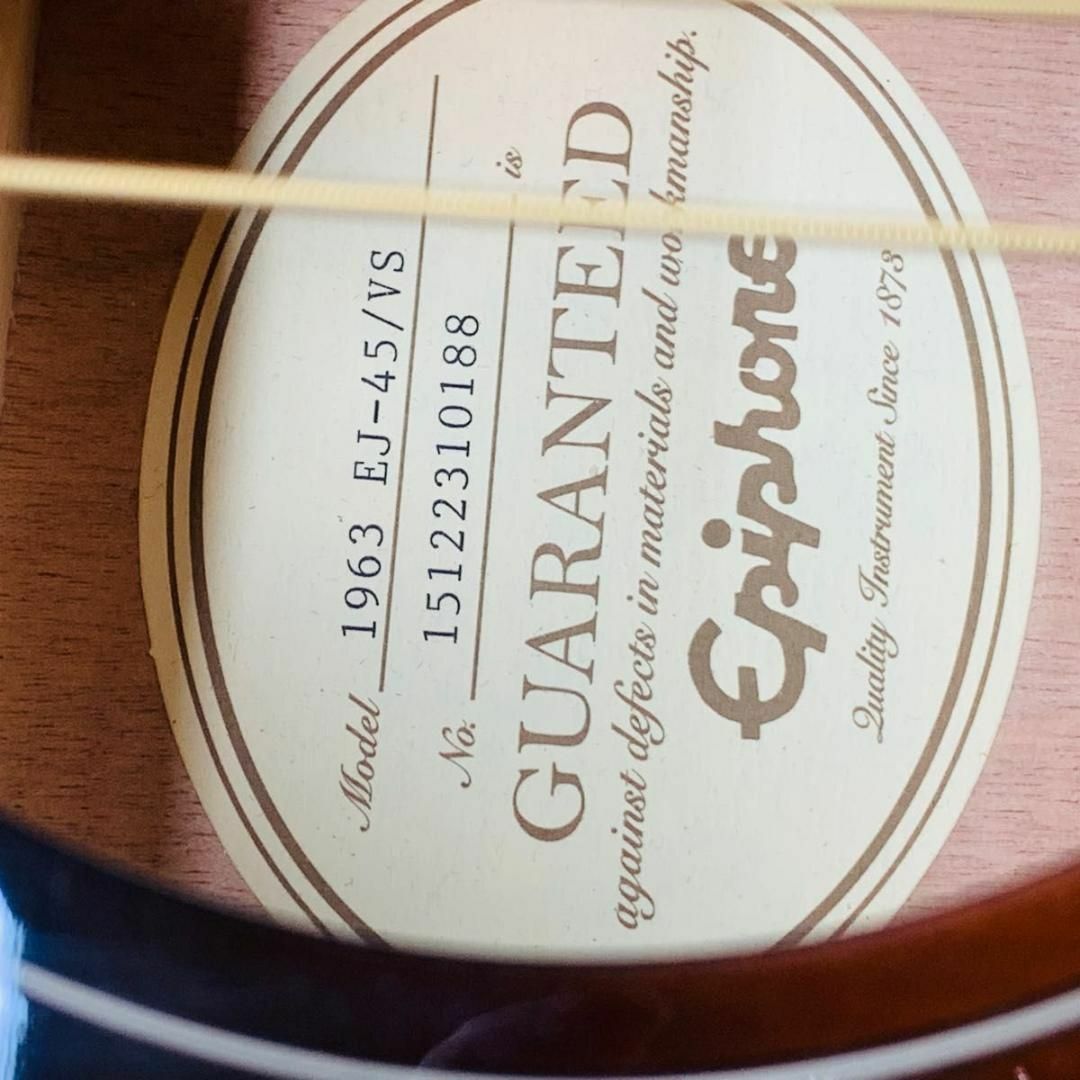 Model 1963 EJ-45/VS
No. 15122310188 is
GUARANTEED
against defects in materials and workmanship.
Epiphone
Quality Instrument Since 1873